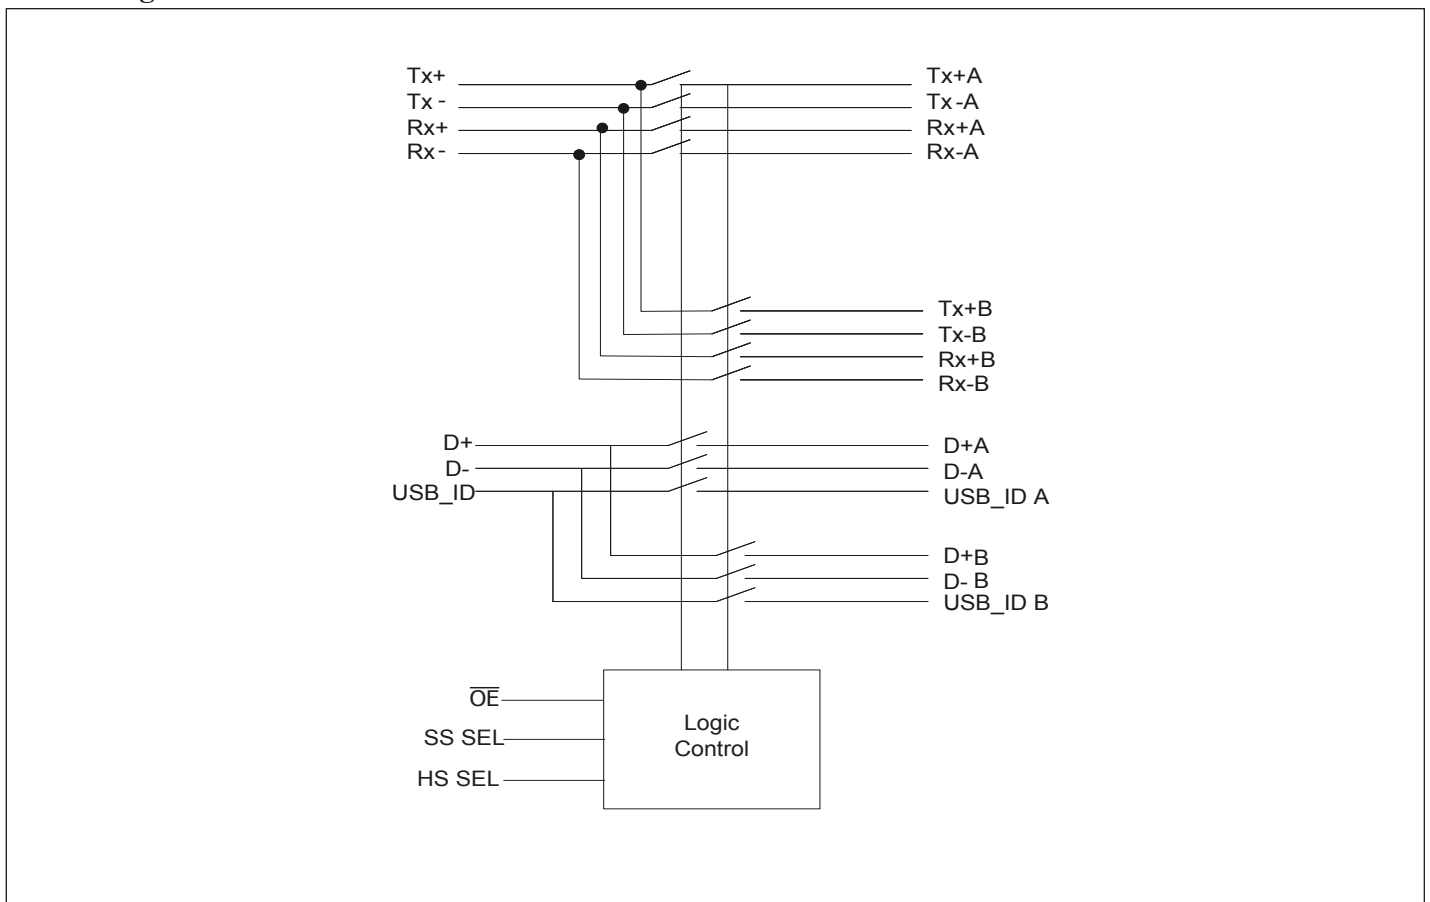 Tx+
Tx -
Rx+
Rx -
Tx+A
Tx -A
Rx+A
Rx-A
Tx+B
Tx-B
Rx+B
Rx-B
D+
D-
USB_ID
D+A
D-A
USB_ID A
D+B
D- B
USB_ID B
OE
SS SEL
HS SEL
Logic
Control